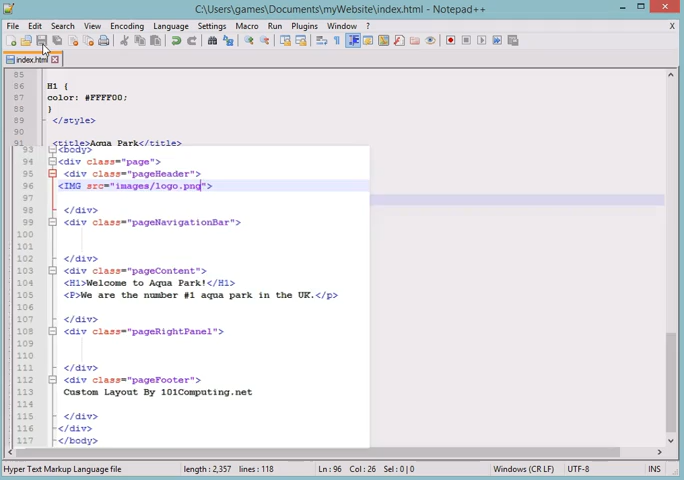 C:\Users\games\Documents\myWebsite\index.html - Notepad++
File Edit Search View Encoding Language Settings Macro Run Plugins Window ? X
index.html
85
86 H1 {
87 color: #FFFF00;
88 }
89 </style>
90
91 <title>Aqua Park</title>
93 <body>
94 <div class="page">
95 <div class="pageHeader">
96 <IMG src="images/logo.png">
97
98 </div>
99 <div class="pageNavigationBar">
100
101
102 </div>
103 <div class="pageContent">
104 <H1>Welcome to Aqua Park!</H1>
105 <P>We are the number #1 aqua park in the UK.</p>
106
107 </div>
108 <div class="pageRightPanel">
109
110
111 </div>
112 <div class="pageFooter">
113 Custom Layout By 101Computing.net
114
115 </div>
116 </div>
117 </body>
Hyper Text Markup Language file length : 2,357 lines : 118 Ln : 96 Col : 26 Sel : 0 | 0 Windows (CR LF) UTF-8 INS